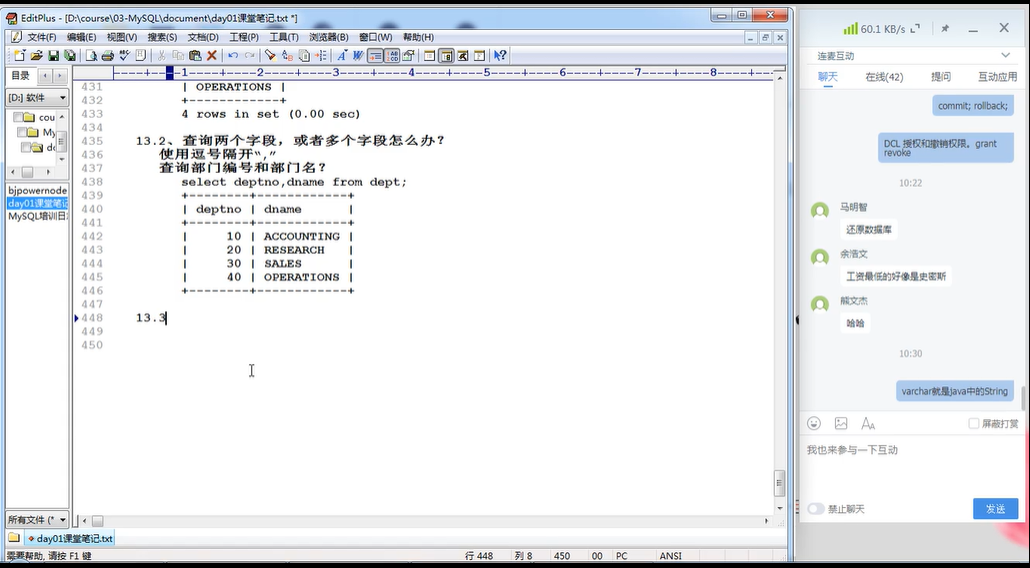 EditPlus - [D:\course\03-MySQL\document\day01课堂笔记.txt *]
文件(F) 编辑(E) 视图(V) 搜索(S) 文档(D) 工程(P) 工具(T) 浏览器(B) 窗口(W) 帮助(H)
目录
[D:] 软件
cou
My
dc
bjpowernode
day01课堂笔记
MySQL培训日
所有文件 (*
----+----1----+----2----+----3----+----4----+----5----+----6----+----7----+----8----+
431 | OPERATIONS |
432 +------------+
433 4 rows in set (0.00 sec)
434
435 13.2、查询两个字段，或者多个字段怎么办？
436 使用逗号隔开“,”
437 查询部门编号和部门名？
438 select deptno,dname from dept;
439 +--------+------------+
440 | deptno | dname |
441 +--------+------------+
442 | 10 | ACCOUNTING |
443 | 20 | RESEARCH |
444 | 30 | SALES |
445 | 40 | OPERATIONS |
446 +--------+------------+
447
448 13.3
449
450
day01课堂笔记.txt
需要帮助, 请按 F1 键 行 448 列 8 450 00 PC ANSI
60.1 KB/s
连麦互动
聊天 在线(42) 提问 互动应用
commit; rollback;
DCL 授权和撤销权限。grant
revoke
10:22
马明智
还原数据库
余浩文
工资最低的好像是史密斯
熊文杰
哈哈
10:30
varchar就是java中的String
屏蔽打赏
我也来参与一下互动
禁止聊天 发送